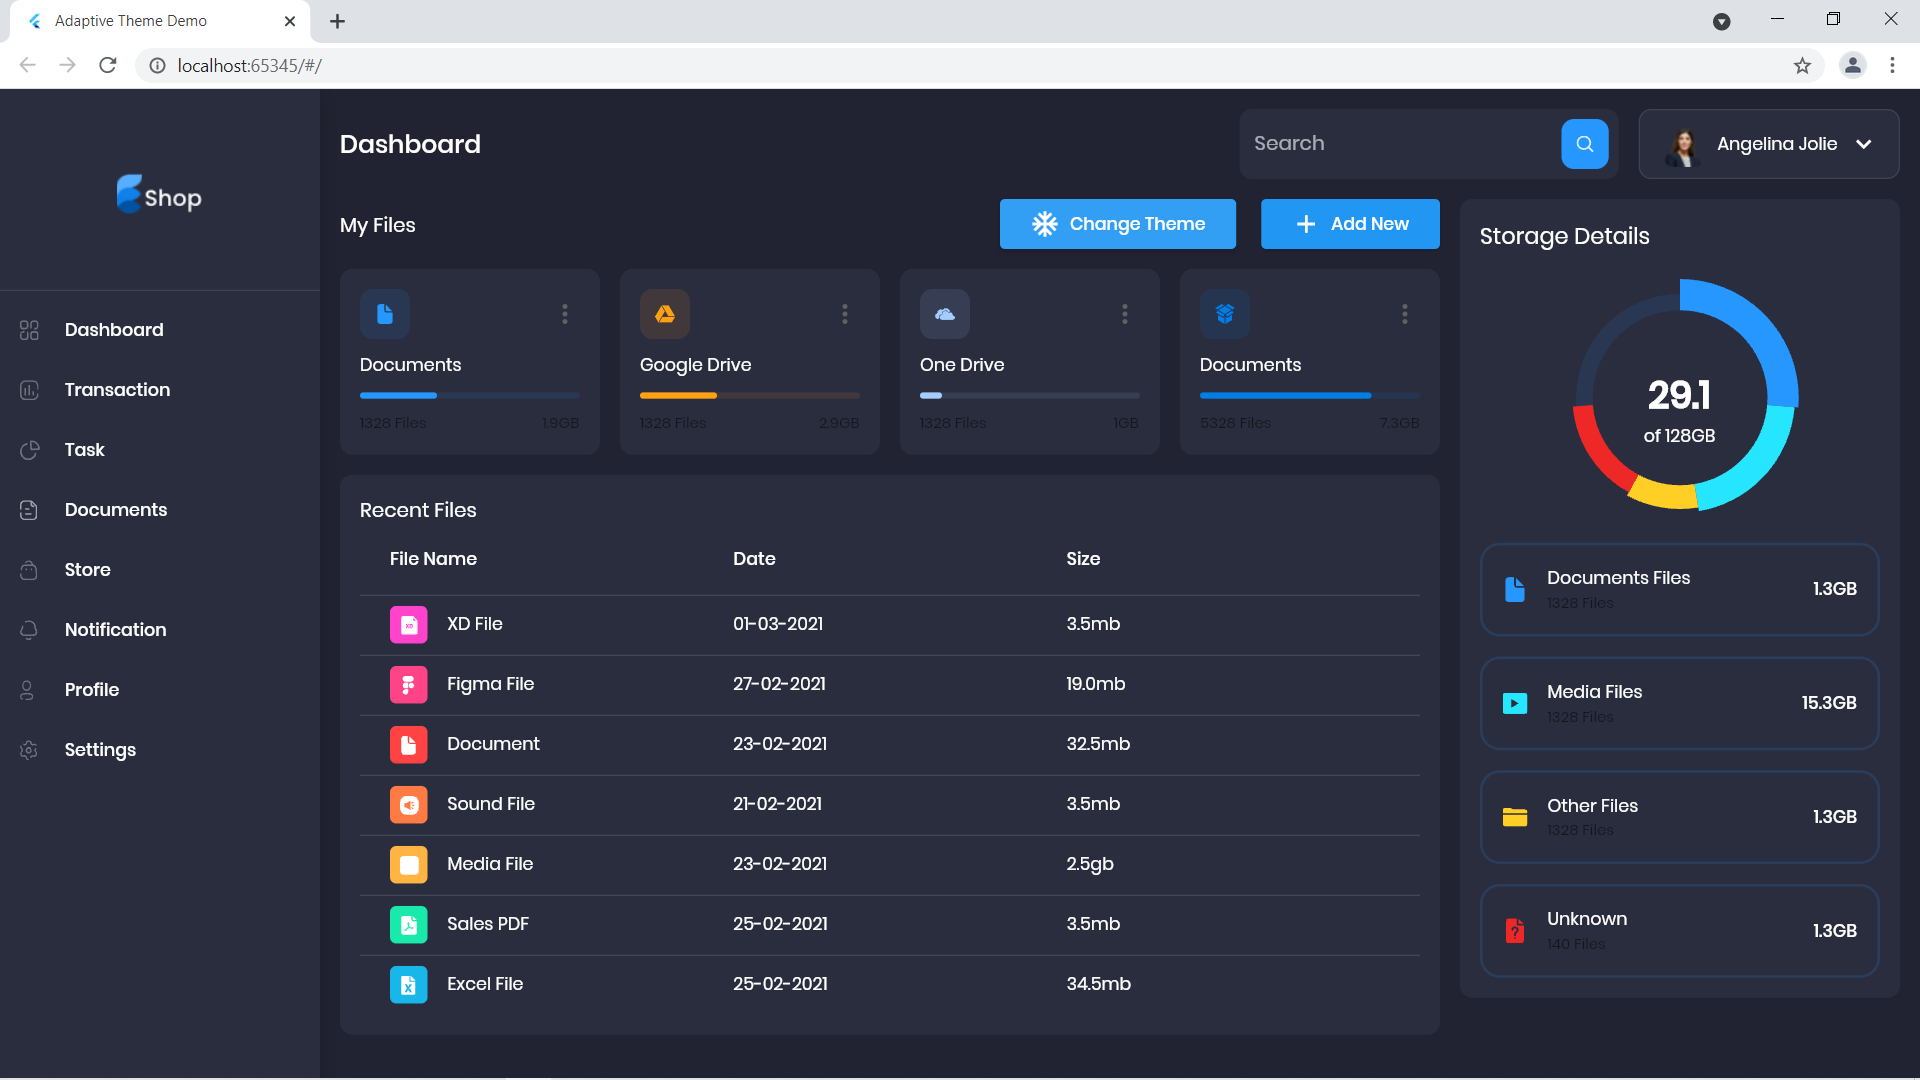 Adaptive Theme Demo
localhost:65345/#/
Shop
Dashboard
Transaction
Task
Documents
Store
Notification
Profile
Settings
Dashboard
Search
Angelina Jolie
My Files
Change Theme
Add New
Documents
1328 Files 1.9GB
Google Drive
1328 Files 2.9GB
One Drive
1328 Files 1GB
Documents
5328 Files 7.3GB
Recent Files
File Name Date Size
XD File 01-03-2021 3.5mb
Figma File 27-02-2021 19.0mb
Document 23-02-2021 32.5mb
Sound File 21-02-2021 3.5mb
Media File 23-02-2021 2.5gb
Sales PDF 25-02-2021 3.5mb
Excel File 25-02-2021 34.5mb
Storage Details
29.1
of 128GB
Documents Files
1328 Files
1.3GB
Media Files
1328 Files
15.3GB
Other Files
1328 Files
1.3GB
Unknown
140 Files
1.3GB